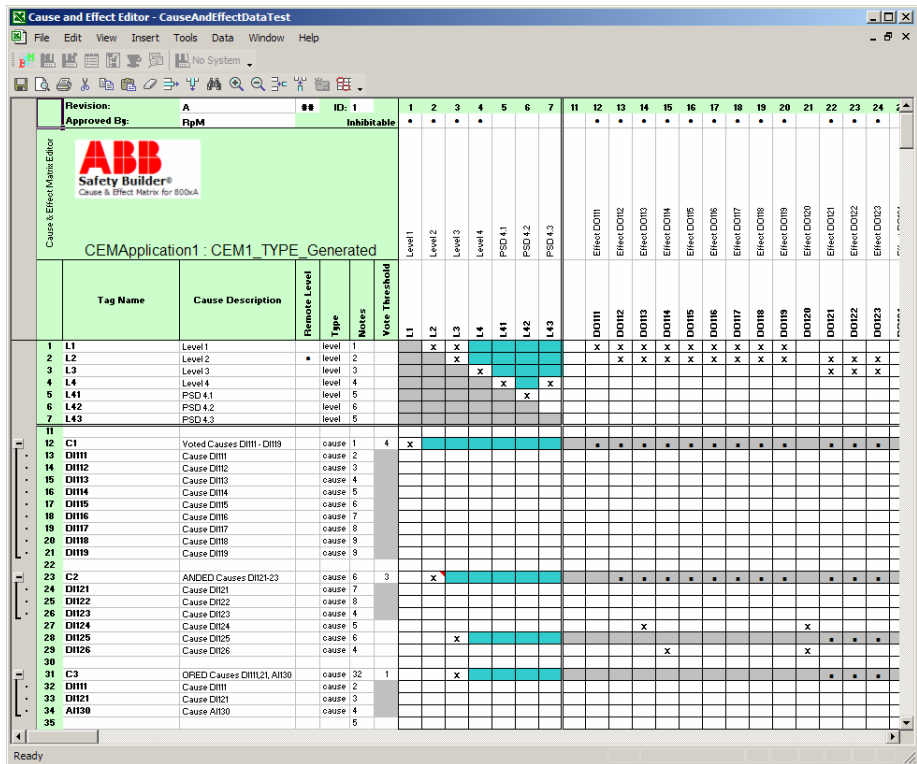 Cause and Effect Editor - CauseAndEffectDataTest
File Edit View Insert Tools Data Window Help
No System
Revision: A ## ID: 1 1 2 3 4 5 6 7 11 12 13 14 15 16 17 18 19 20 21 22 23 24
Approved By: RpM Inhibitable • • • • • • • • • • • • • • • •
Cause & Effect Matrix Editor
ABB
Safety Builder®
Cause & Effect Matrix for 800xA
CEMApplication1 : CEM1_TYPE_Generated
Level 1 Level 2 Level 3 Level 4 PSD 4.1 PSD 4.2 PSD 4.3 Effect DO111 Effect DO112 Effect DO113 Effect DO114 Effect DO115 Effect DO116 Effect DO117 Effect DO118 Effect DO119 Effect DO120 Effect DO121 Effect DO122 Effect DO123
Tag Name Cause Description Remote Level Type Notes Vote Threshold L1 L2 L3 L4 L41 L42 L43 DO111 DO112 DO113 DO114 DO115 DO116 DO117 DO118 DO119 DO120 DO121 DO122 DO123
1 L1 Level 1 level 1 x x x x x x x x x x x
2 L2 Level 2 • level 2 x x x x x x x x x x x x
3 L3 Level 3 level 3 x x x x
4 L4 Level 4 level 4 x x
5 L41 PSD 4.1 level 5 x
6 L42 PSD 4.2 level 6
7 L43 PSD 4.3 level 5
11
12 C1 Voted Causes DI111 - DI119 cause 1 4 x
13 DI111 Cause DI111 cause 2
14 DI112 Cause DI112 cause 3
15 DI113 Cause DI113 cause 4
16 DI114 Cause DI114 cause 5
17 DI115 Cause DI115 cause 6
18 DI116 Cause DI116 cause 7
19 DI117 Cause DI117 cause 8
20 DI118 Cause DI118 cause 9
21 DI119 Cause DI119 cause 9
22
23 C2 ANDED Causes DI121-23 cause 6 3 x
24 DI121 Cause DI121 cause 7
25 DI122 Cause DI122 cause 8
26 DI123 Cause DI123 cause 4
27 DI124 Cause DI124 cause 5 x x
28 DI125 Cause DI125 cause 6 x
29 DI126 Cause DI126 cause 4 x x
30
31 C3 ORED Causes DI111,21, AI130 cause 32 1 x
32 DI111 Cause DI111 cause 2
33 DI121 Cause DI121 cause 3
34 AI130 Cause AI130 cause 4
35 5
Ready